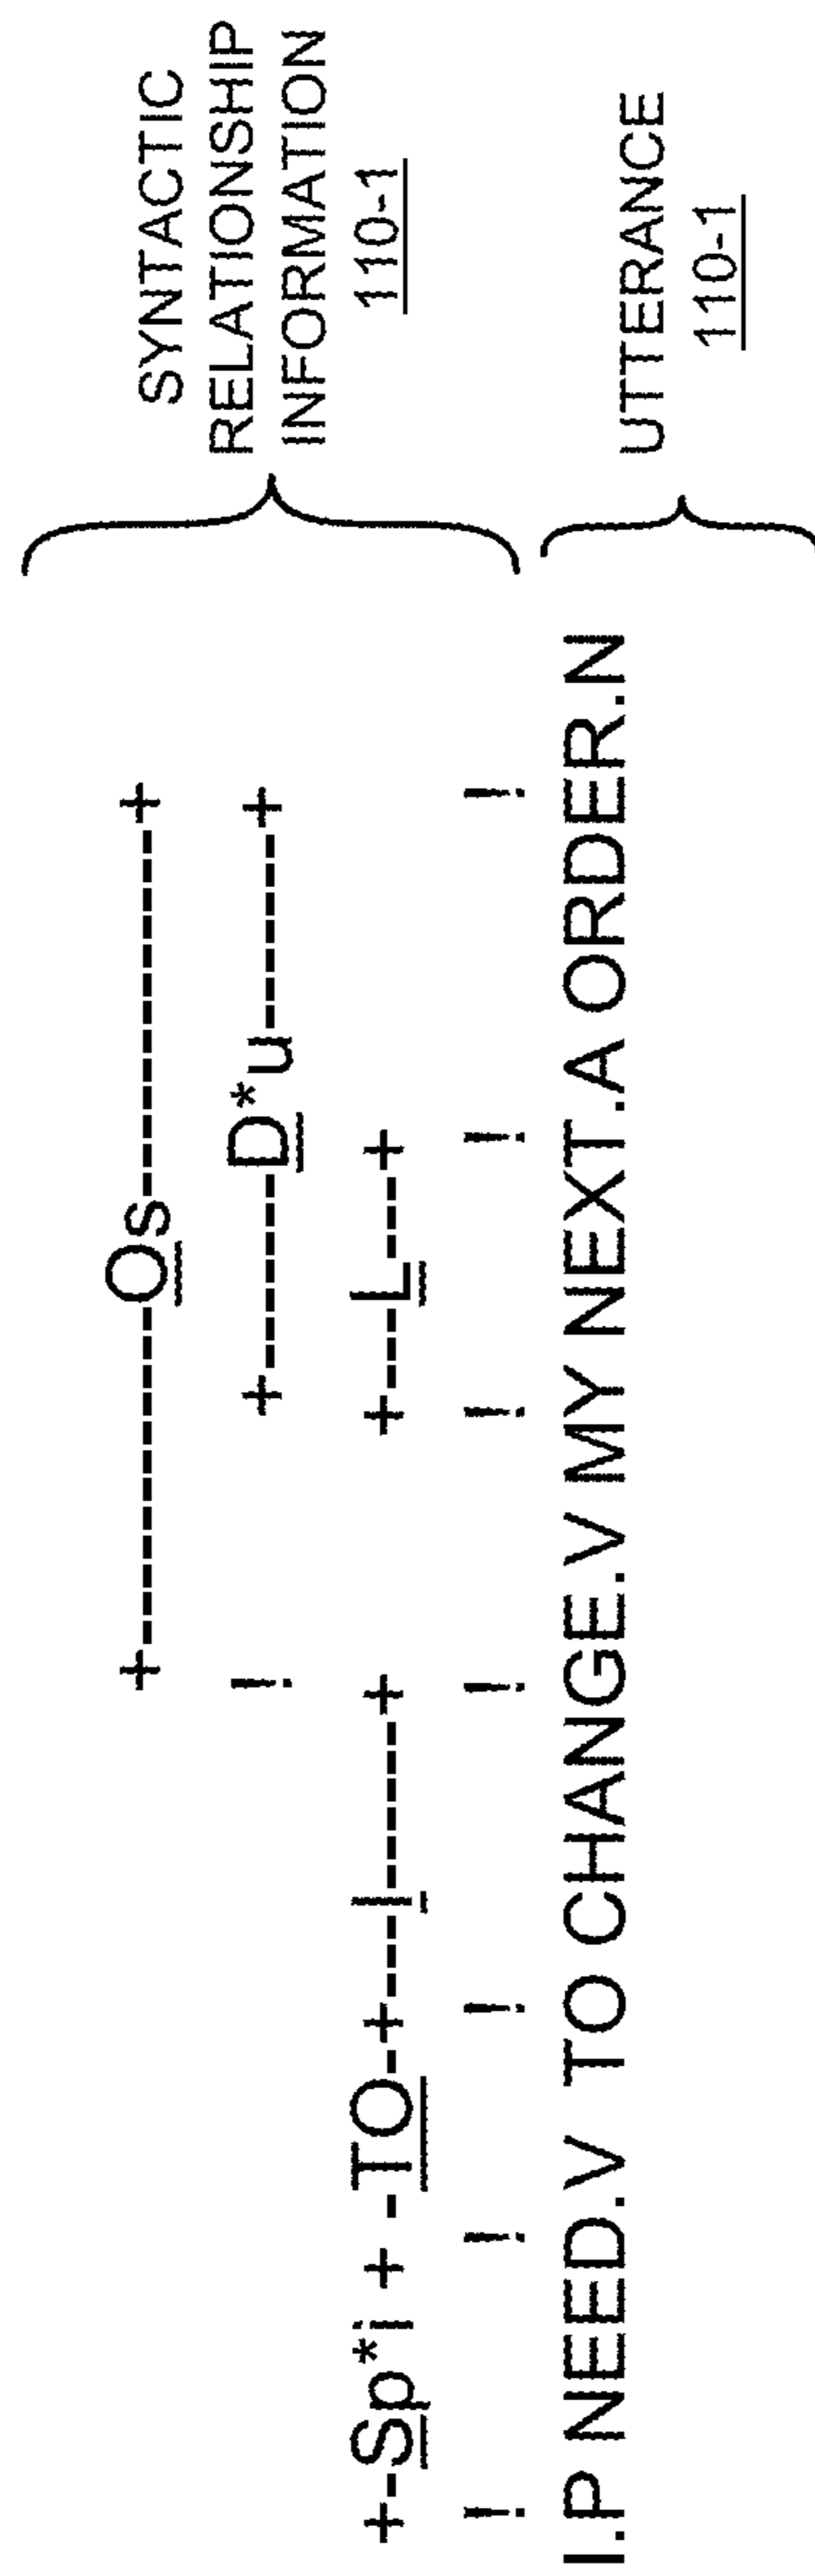 +--------------Os--------------+
! +-------D*u-------+
+-Sp*i + -TO-+----I-------+ +---L----+
! ! ! ! ! ! !
I.P NEED.V TO CHANGE.V MY NEXT.A ORDER.N
SYNTACTIC
RELATIONSHIP
INFORMATION
110-1
UTTERANCE
110-1